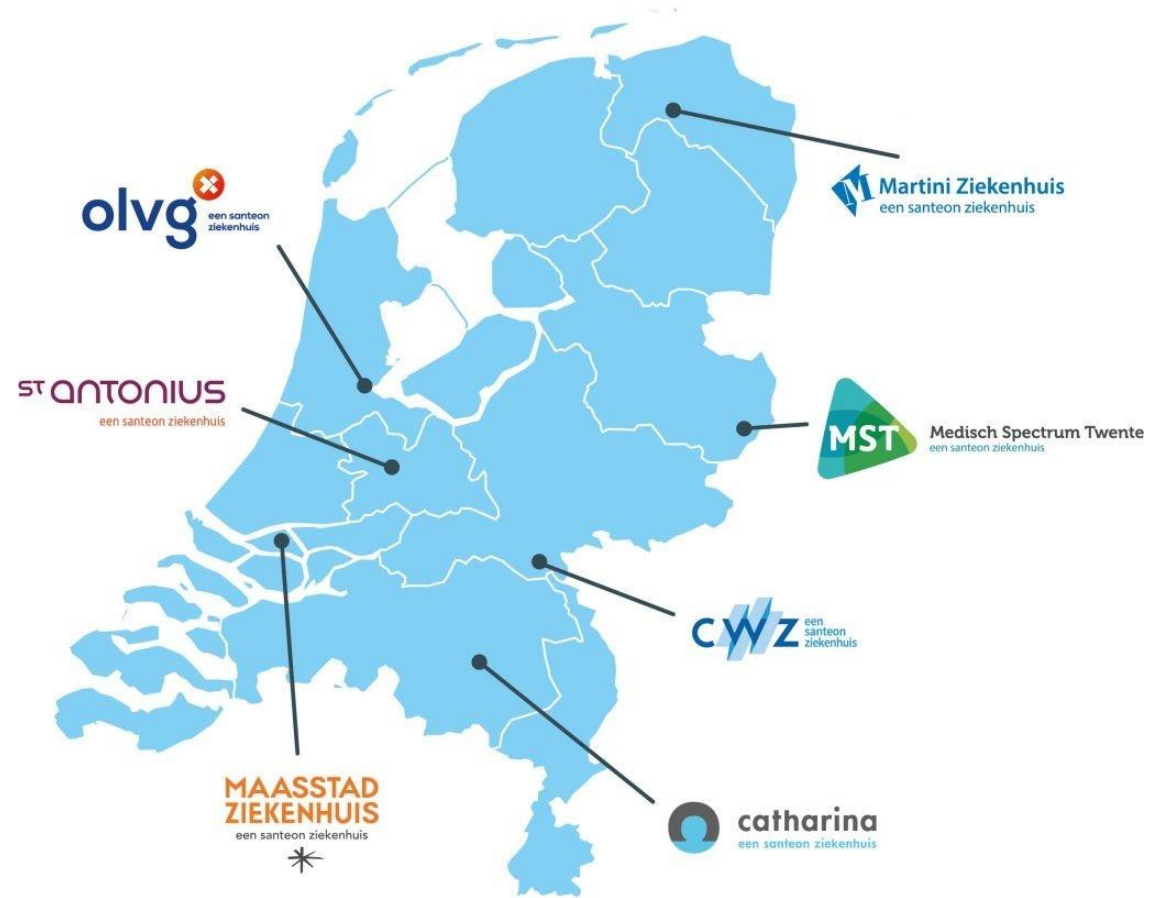 Martini Ziekenhuis
een santeon ziekenhuis
olvg
een santeon
ziekenhuis
ST antonius
een santeon ziekenhuis
MST
Medisch Spectrum Twente
een santeon ziekenhuis
CWZ
een
santeon
ziekenhuis
MAASSTAD
ZIEKENHUIS
een santeon ziekenhuis
catharina
een santeon ziekenhuis